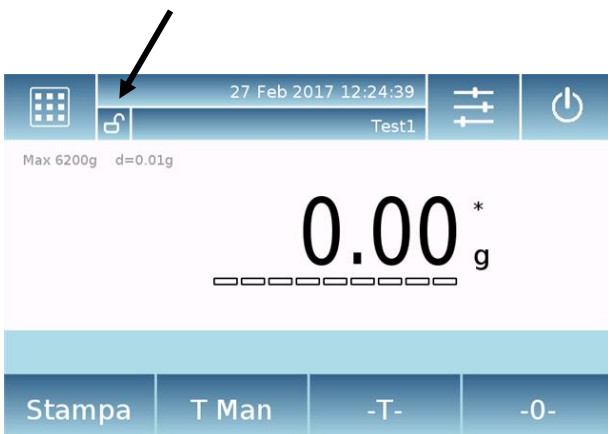 27 Feb 2017 12:24:39
Test1
Max 6200g d=0.01g
0.00 *
g
Stampa T Man -T- -0-